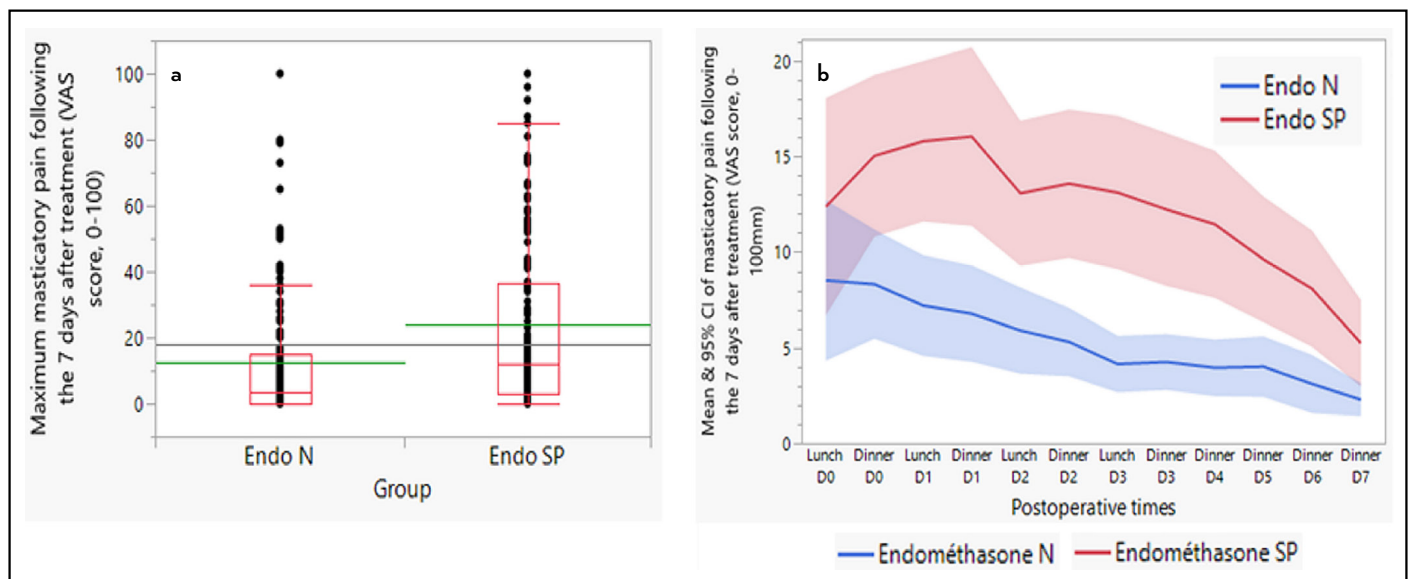 a
Maximum masticatory pain following
the 7 days after treatment (VAS
score, 0-100)
100
80
60
40
20
0
Endo N Endo SP
Group
b
Mean & 95% CI of masticatory pain following
the 7 days after treatment (VAS score, 0-
100mm)
20
15
10
5
0
Endo N
Endo SP
Lunch Dinner Lunch Dinner Lunch Dinner Lunch Dinner Dinner Dinner Dinner Dinner
D0 D0 D1 D1 D2 D2 D3 D3 D4 D5 D6 D7
Postoperative times
Endométhasone N Endométhasone SP